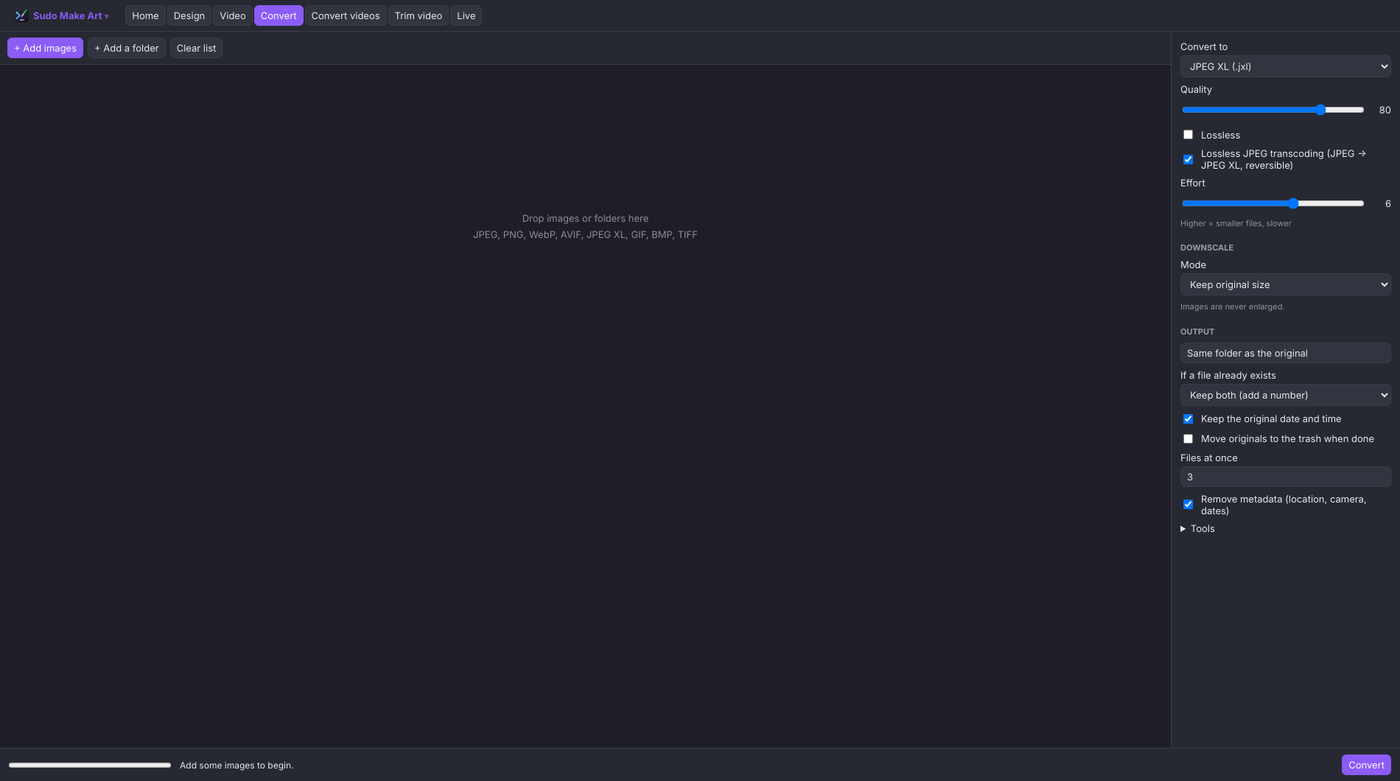 Sudo Make Art
Home
Design
Video
Convert
Convert videos
Trim video
Live
+ Add images
+ Add a folder
Clear list
Drop images or folders here
JPEG, PNG, WebP, AVIF, JPEG XL, GIF, BMP, TIFF
Convert to
JPEG XL (.jxl)
Quality
80
Lossless
Lossless JPEG transcoding (JPEG →
JPEG XL, reversible)
Effort
6
Higher = smaller files, slower
DOWNSCALE
Mode
Keep original size
Images are never enlarged.
OUTPUT
Same folder as the original
If a file already exists
Keep both (add a number)
Keep the original date and time
Move originals to the trash when done
Files at once
3
Remove metadata (location, camera,
dates)
Tools
Add some images to begin.
Convert